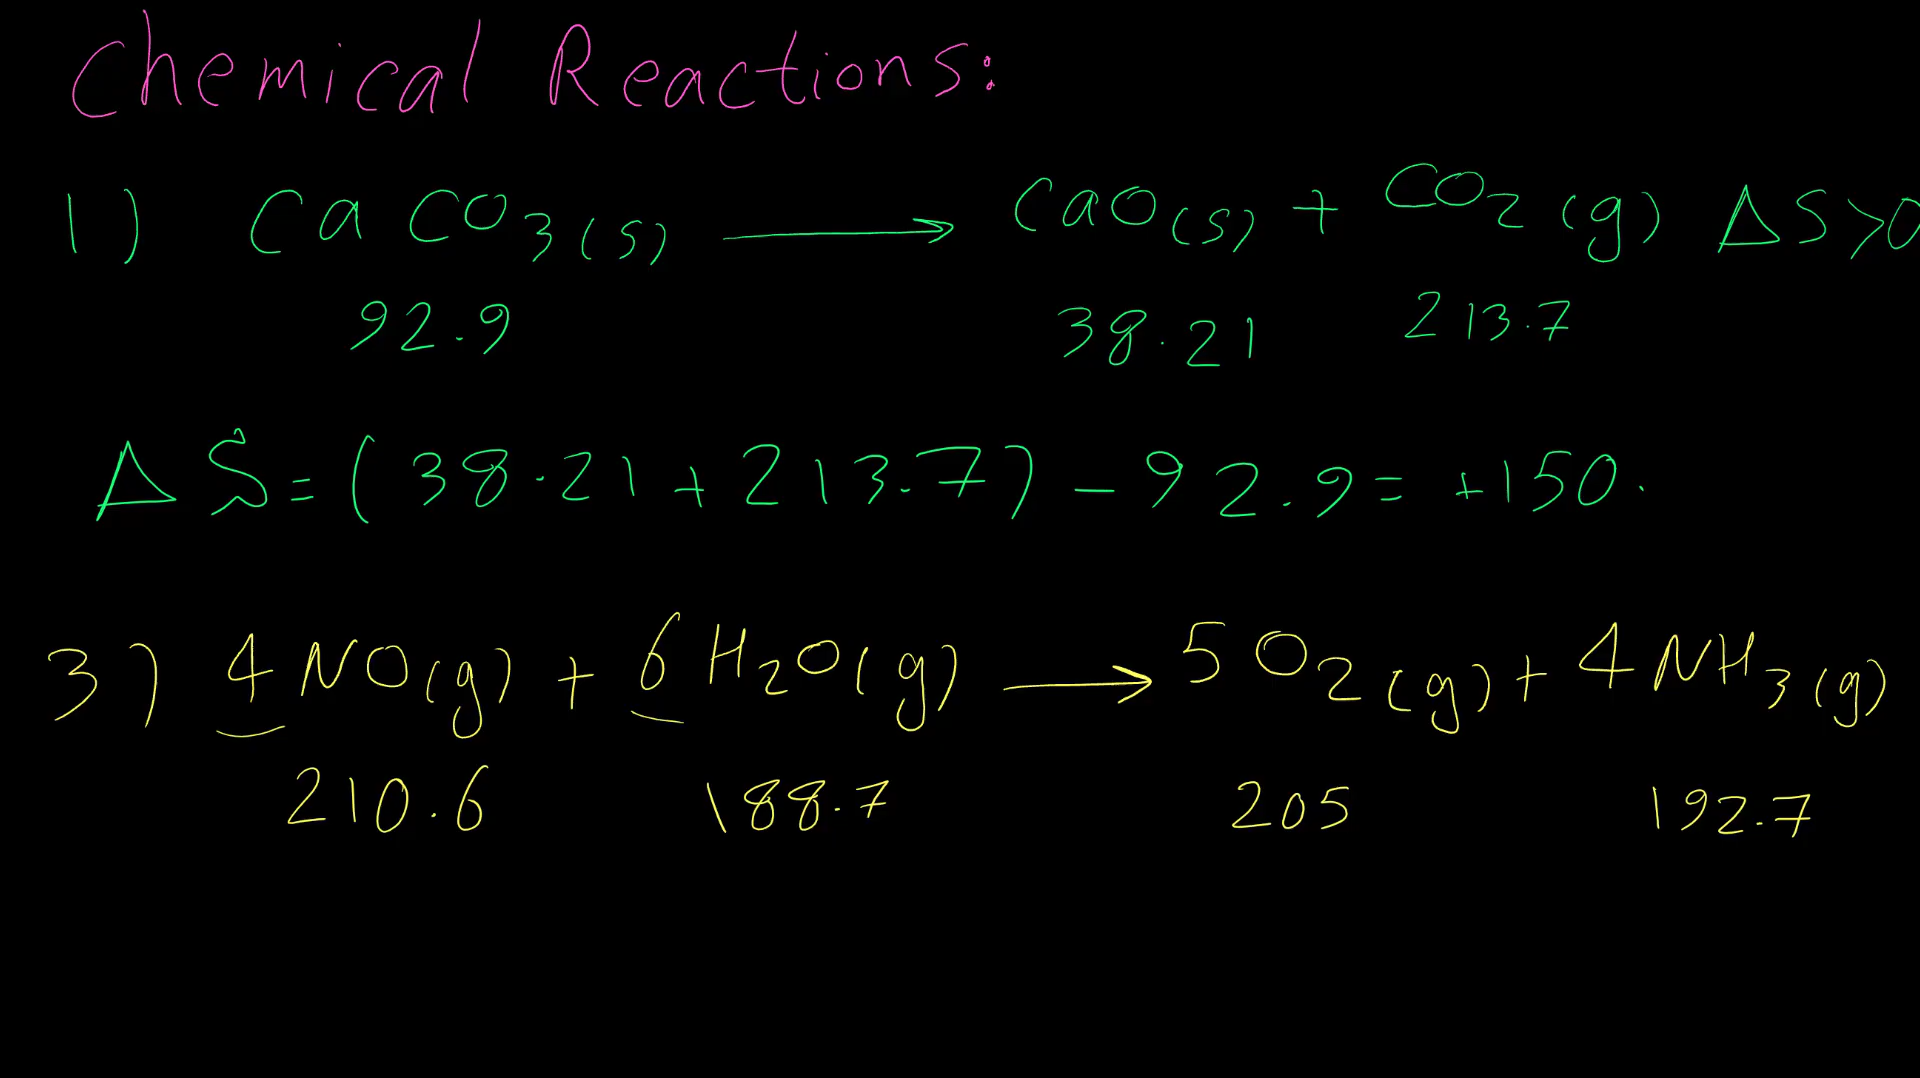 Chemical Reactions:
1) CaCO3(s) → CaO(s) + CO2(g) ΔS>0
92.9 38.21 213.7
ΔS°=(38.21+213.7)-92.9=+150.
3) 4NO(g) + 6H2O(g) → 5O2(g)+4NH3(g)
210.6 188.7 205 192.7